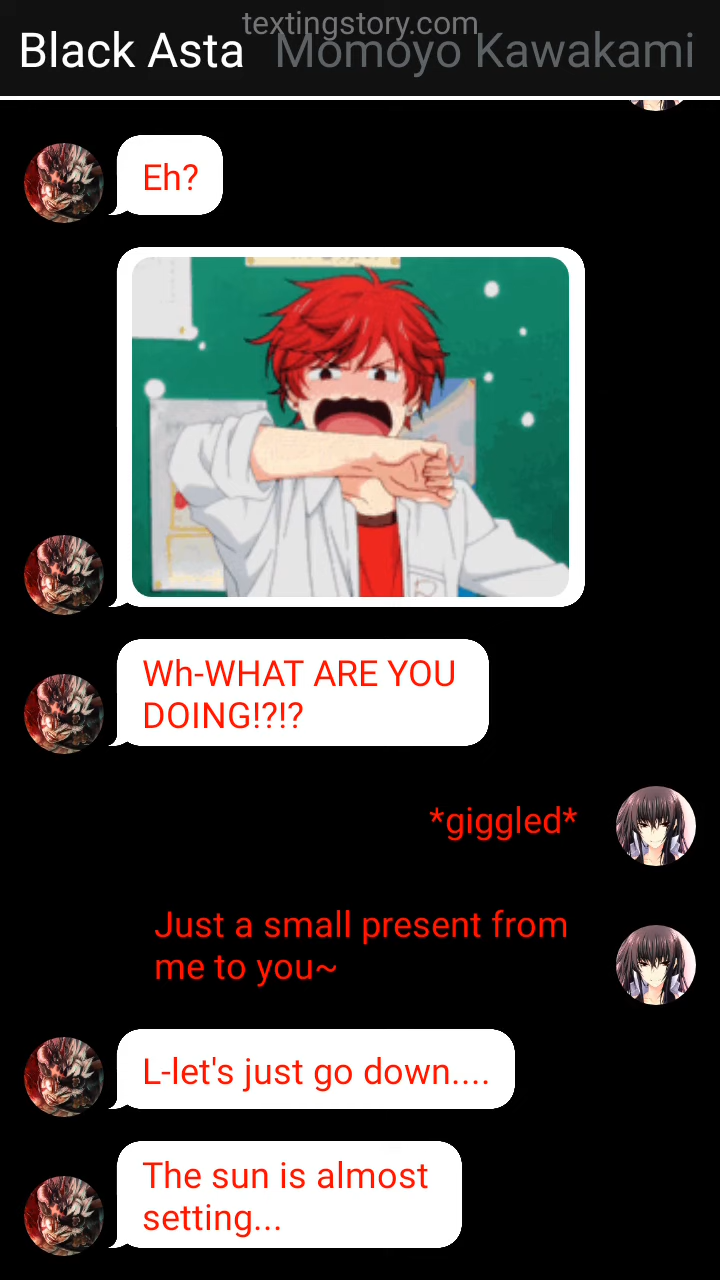 textingstory.com
Black Asta Momoyo Kawakami
Eh?
Wh-WHAT ARE YOU
DOING!?!?
*giggled*
Just a small present from
me to you~
L-let's just go down....
The sun is almost
setting...